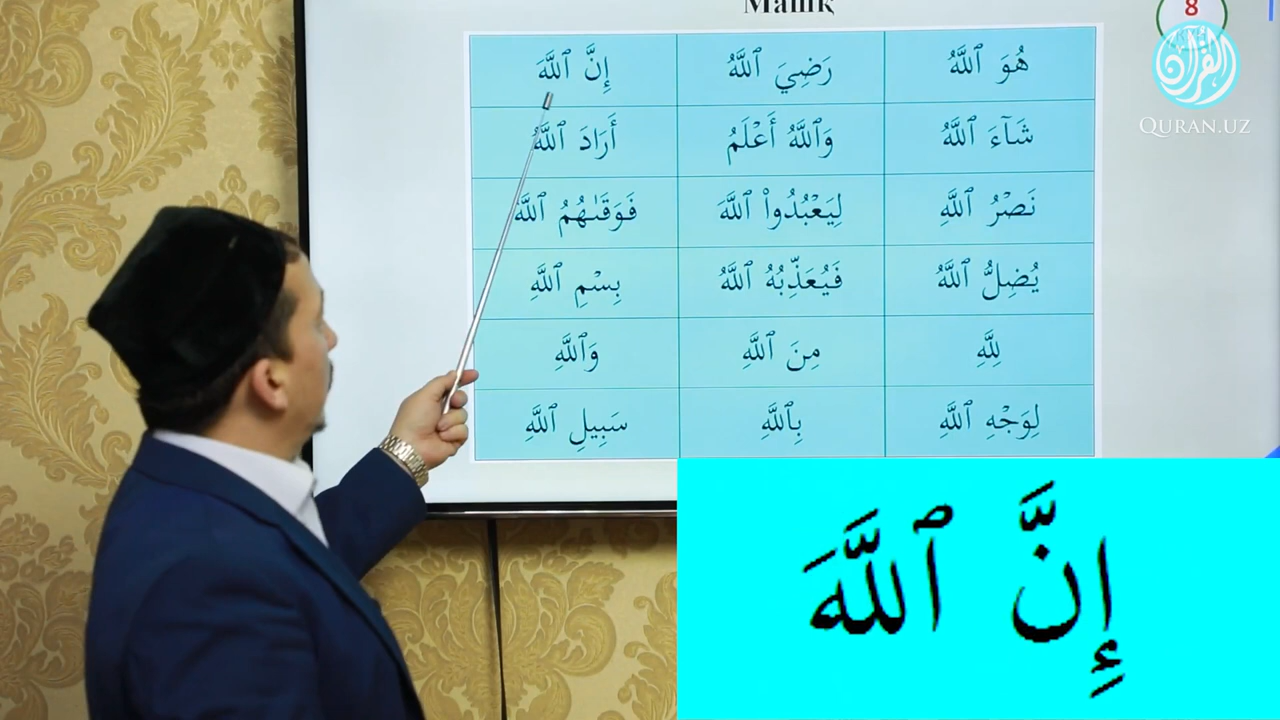 Машқ
8
QURAN.UZ
هُوَ ٱللَّهُ رَضِيَ ٱللَّهُ إِنَّ ٱللَّهَ
شَآءَ ٱللَّهُ وَٱللَّهُ أَعْلَمُ أَرَادَ ٱللَّهُ
نَصْرُ ٱللَّهِ لِيَعْبُدُوا۟ ٱللَّهَ فَوَقَىٰهُمُ ٱللَّهُ
يُضِلُّ ٱللَّهُ فَيُعَذِّبُهُ ٱللَّهُ بِسْمِ ٱللَّهِ
لِلَّهِ مِنَ ٱللَّهِ وَٱللَّهِ
لِوَجْهِ ٱللَّهِ بِٱللَّهِ سَبِيلِ ٱللَّهِ
إِنَّ ٱللَّهَ